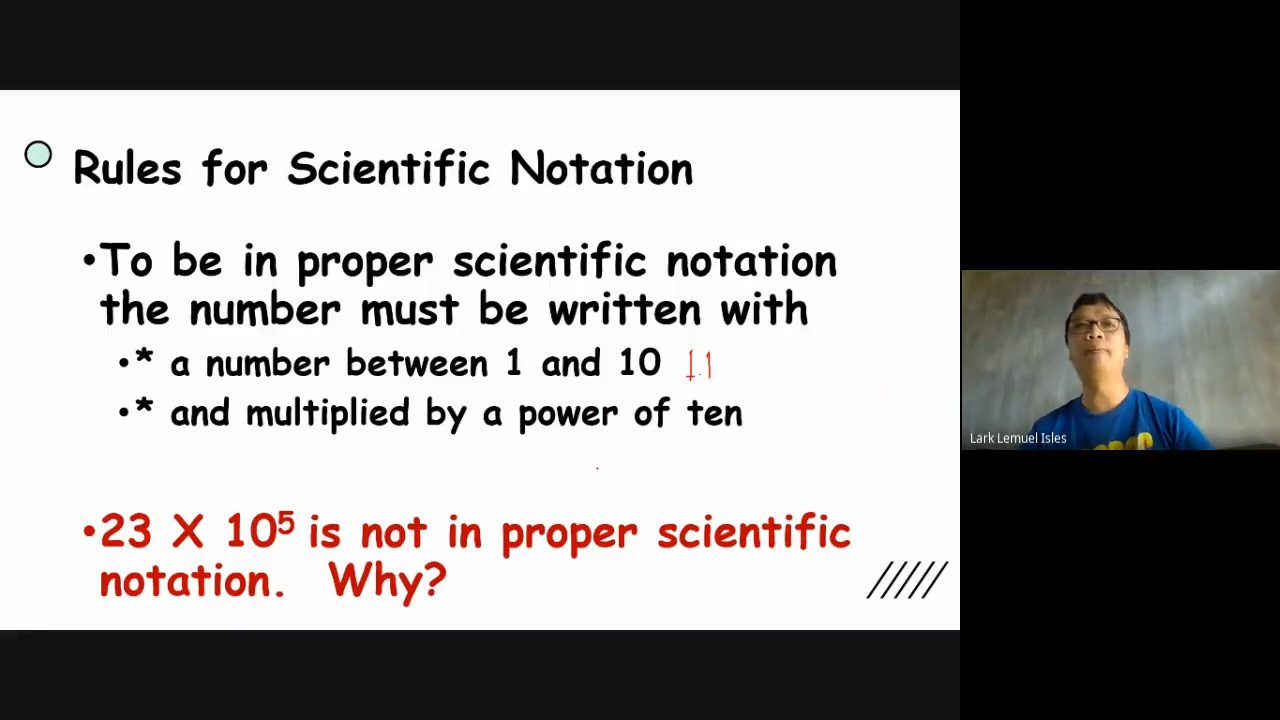 Rules for Scientific Notation
•To be in proper scientific notation
the number must be written with
•* a number between 1 and 10 1.1
•* and multiplied by a power of ten
•23 X 10⁵ is not in proper scientific
notation. Why?
Lark Lemuel Isles